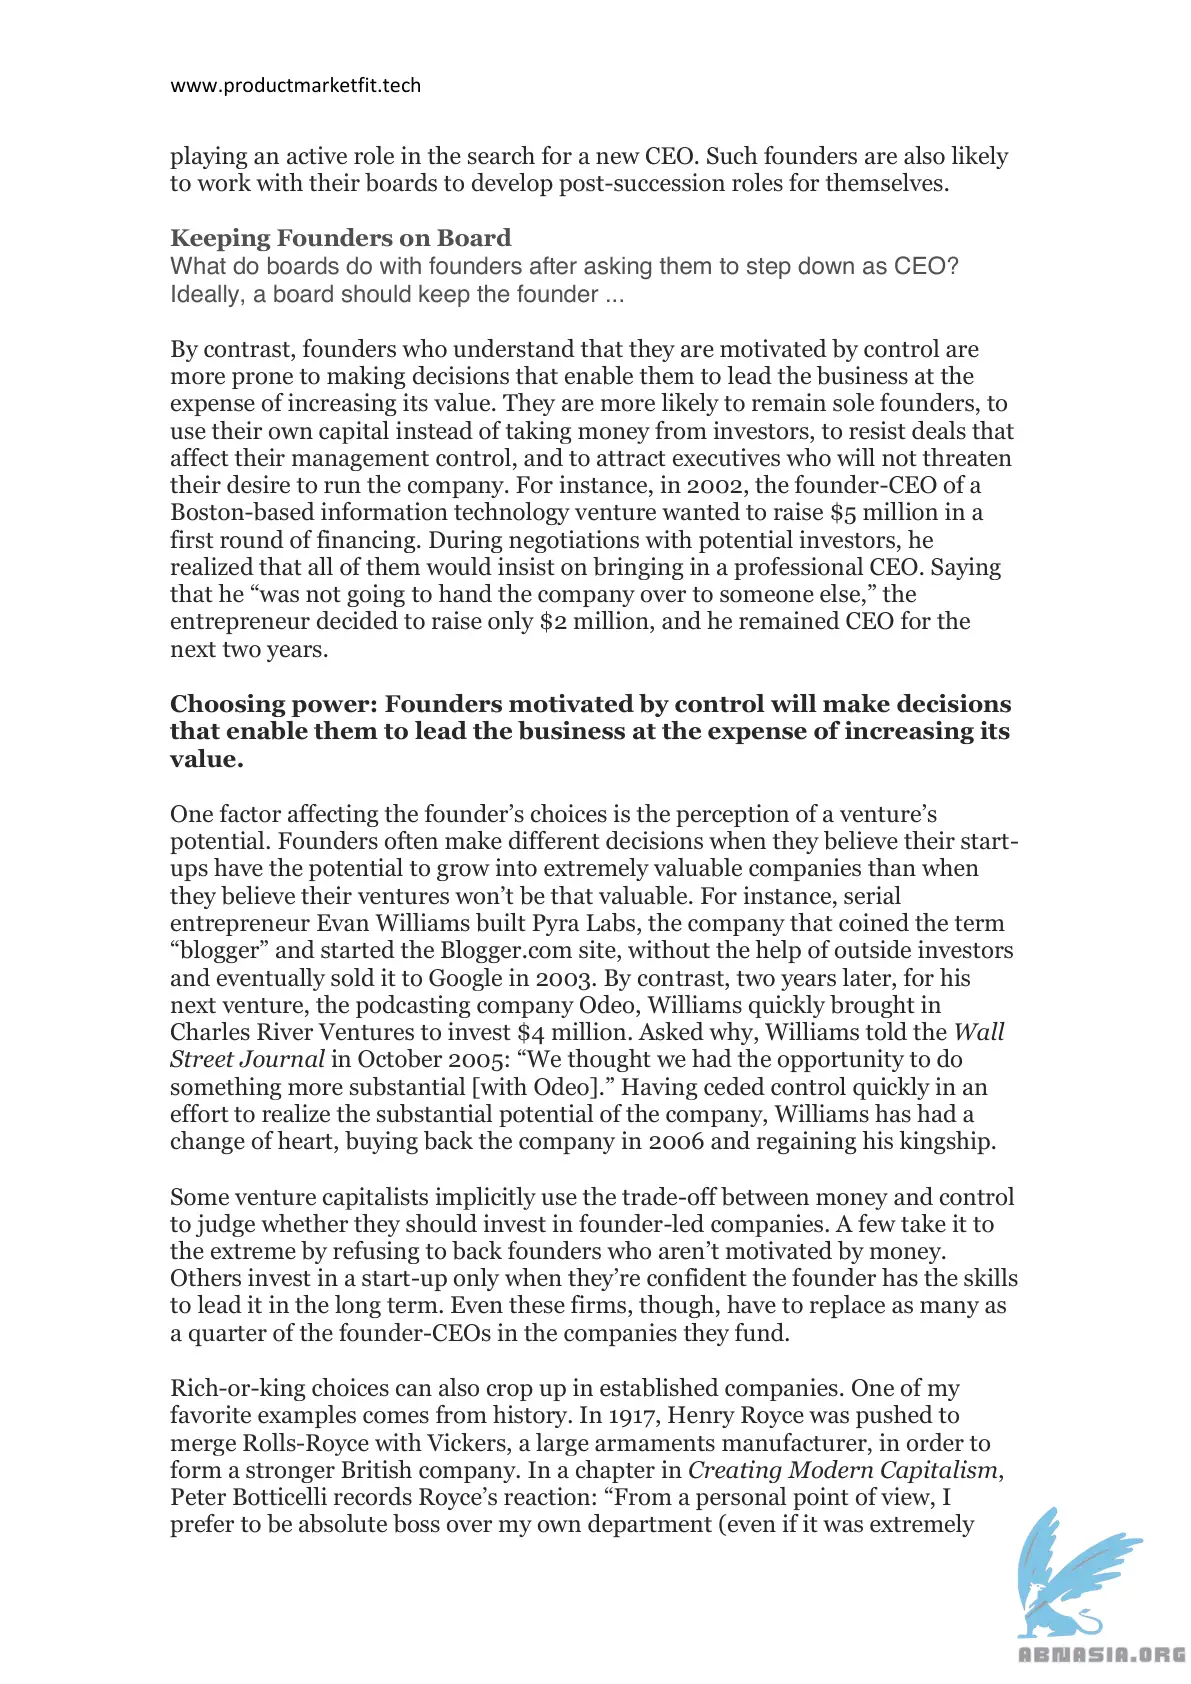 www.productmarketfit.tech
playing an active role in the search for a new CEO. Such founders are also likely
to work with their boards to develop post-succession roles for themselves.
Keeping Founders on Board
What do boards do with founders after asking them to step down as CEO?
Ideally, a board should keep the founder ...
By contrast, founders who understand that they are motivated by control are
more prone to making decisions that enable them to lead the business at the
expense of increasing its value. They are more likely to remain sole founders, to
use their own capital instead of taking money from investors, to resist deals that
affect their management control, and to attract executives who will not threaten
their desire to run the company. For instance, in 2002, the founder-CEO of a
Boston-based information technology venture wanted to raise $5 million in a
first round of financing. During negotiations with potential investors, he
realized that all of them would insist on bringing in a professional CEO. Saying
that he “was not going to hand the company over to someone else,” the
entrepreneur decided to raise only $2 million, and he remained CEO for the
next two years.
Choosing power: Founders motivated by control will make decisions
that enable them to lead the business at the expense of increasing its
value.
One factor affecting the founder’s choices is the perception of a venture’s
potential. Founders often make different decisions when they believe their start-
ups have the potential to grow into extremely valuable companies than when
they believe their ventures won’t be that valuable. For instance, serial
entrepreneur Evan Williams built Pyra Labs, the company that coined the term
“blogger” and started the Blogger.com site, without the help of outside investors
and eventually sold it to Google in 2003. By contrast, two years later, for his
next venture, the podcasting company Odeo, Williams quickly brought in
Charles River Ventures to invest $4 million. Asked why, Williams told the Wall
Street Journal in October 2005: “We thought we had the opportunity to do
something more substantial [with Odeo].” Having ceded control quickly in an
effort to realize the substantial potential of the company, Williams has had a
change of heart, buying back the company in 2006 and regaining his kingship.
Some venture capitalists implicitly use the trade-off between money and control
to judge whether they should invest in founder-led companies. A few take it to
the extreme by refusing to back founders who aren’t motivated by money.
Others invest in a start-up only when they’re confident the founder has the skills
to lead it in the long term. Even these firms, though, have to replace as many as
a quarter of the founder-CEOs in the companies they fund.
Rich-or-king choices can also crop up in established companies. One of my
favorite examples comes from history. In 1917, Henry Royce was pushed to
merge Rolls-Royce with Vickers, a large armaments manufacturer, in order to
form a stronger British company. In a chapter in Creating Modern Capitalism,
Peter Botticelli records Royce’s reaction: “From a personal point of view, I
prefer to be absolute boss over my own department (even if it was extremely
ABNASIA.ORG